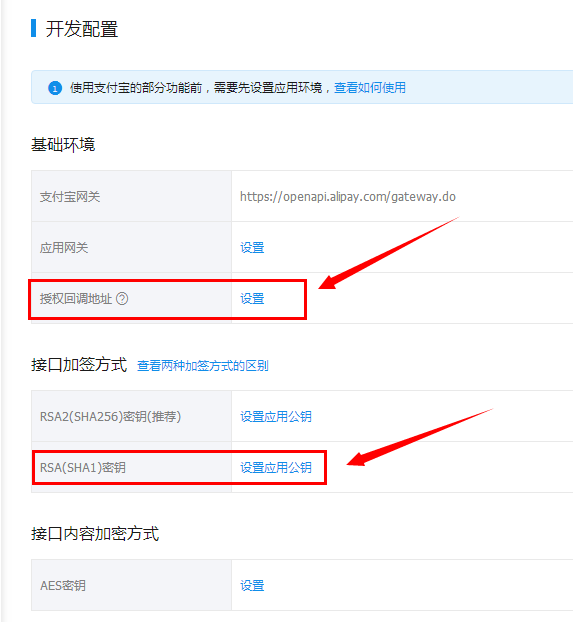 开发配置
使用支付宝的部分功能前，需要先设置应用环境，查看如何使用
基础环境
支付宝网关 https://openapi.alipay.com/gateway.do
应用网关 设置
授权回调地址 设置
接口加签方式 查看两种加签方式的区别
RSA2(SHA256)密钥(推荐) 设置应用公钥
RSA(SHA1)密钥 设置应用公钥
接口内容加密方式
AES密钥 设置